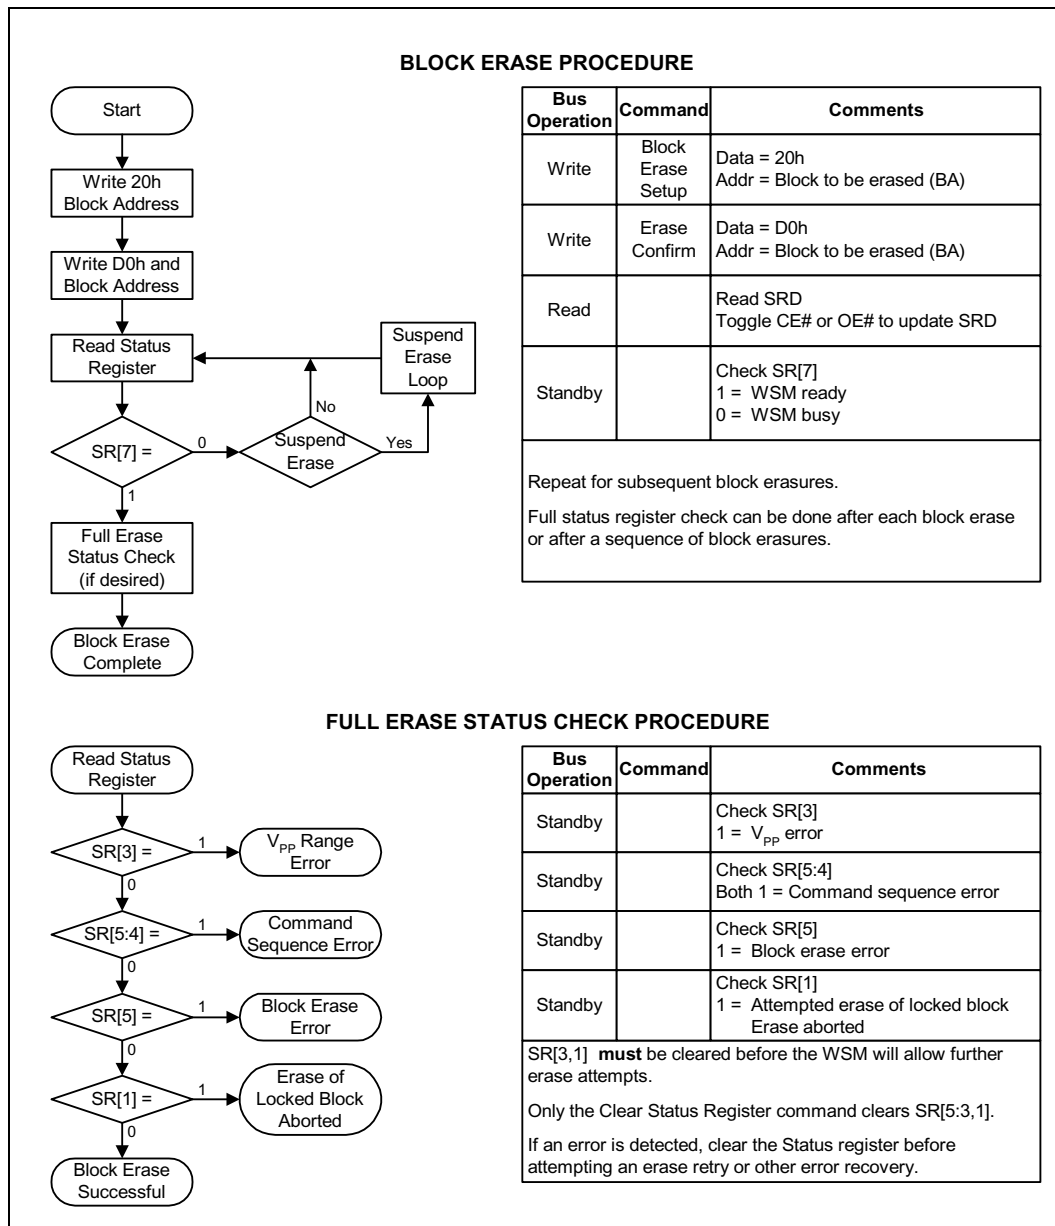 BLOCK ERASE PROCEDURE
Start
Write 20h
Block Address
Write D0h and
Block Address
Read Status
Register
Suspend
Erase
Loop
No
SR[7] =
0
Suspend
Erase
Yes
1
Full Erase
Status Check
(if desired)
Block Erase
Complete
Bus
Operation
Command
Comments
Write
Block
Erase
Setup
Data = 20h
Addr = Block to be erased (BA)
Write
Erase
Confirm
Data = D0h
Addr = Block to be erased (BA)
Read
Read SRD
Toggle CE# or OE# to update SRD
Standby
Check SR[7]
1 = WSM ready
0 = WSM busy
Repeat for subsequent block erasures.
Full status register check can be done after each block erase
or after a sequence of block erasures.
FULL ERASE STATUS CHECK PROCEDURE
Read Status
Register
SR[3] =
1
VPP Range
Error
0
SR[5:4] =
1
Command
Sequence Error
0
SR[5] =
1
Block Erase
Error
0
SR[1] =
1
Erase of
Locked Block
Aborted
0
Block Erase
Successful
Bus
Operation
Command
Comments
Standby
Check SR[3]
1 = VPP error
Standby
Check SR[5:4]
Both 1 = Command sequence error
Standby
Check SR[5]
1 = Block erase error
Standby
Check SR[1]
1 = Attempted erase of locked block
Erase aborted
SR[3,1] must be cleared before the WSM will allow further
erase attempts.
Only the Clear Status Register command clears SR[5:3,1].
If an error is detected, clear the Status register before
attempting an erase retry or other error recovery.